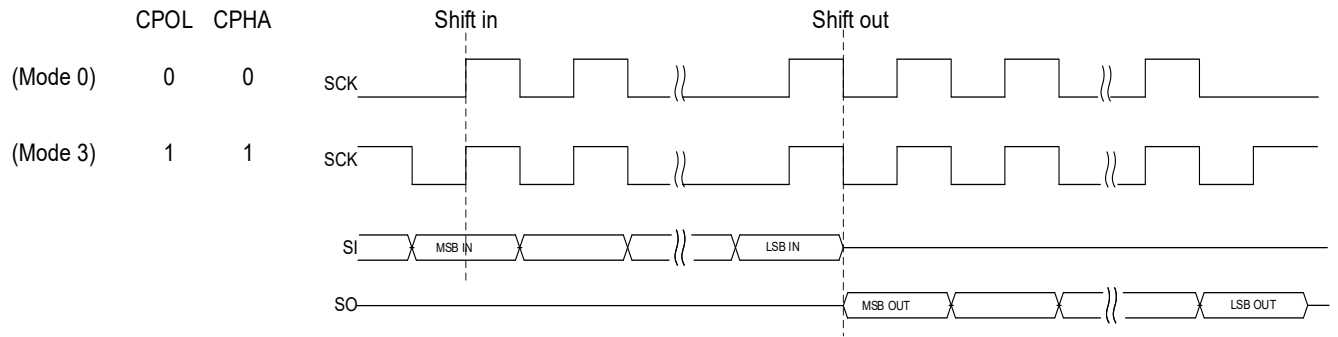 CPOL CPHA Shift in Shift out
(Mode 0) 0 0 SCK
(Mode 3) 1 1 SCK
SI MSB IN LSB IN
SO MSB OUT LSB OUT